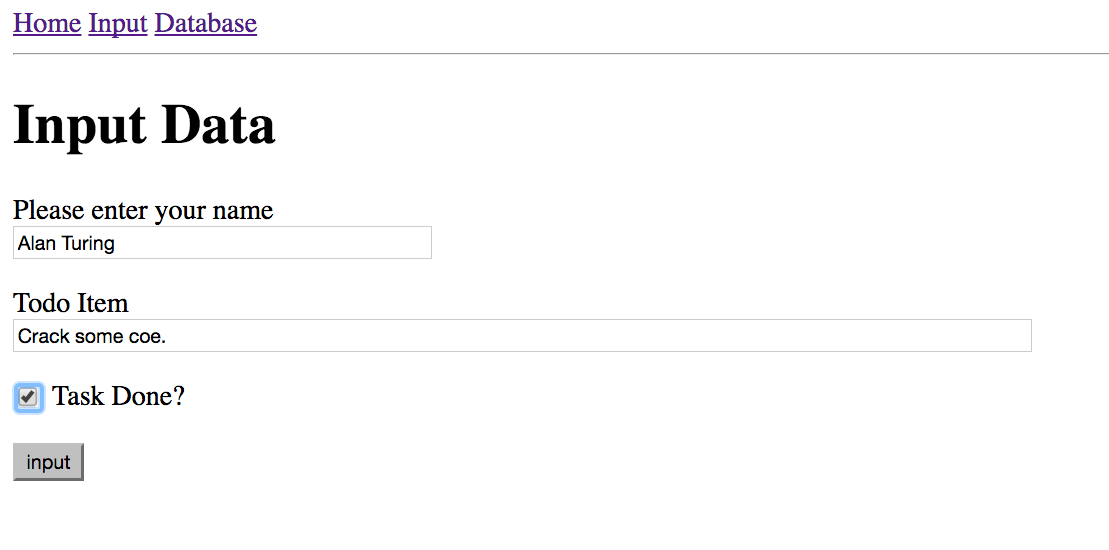 Home Input Database
Input Data
Please enter your name
Alan Turing
Todo Item
Crack some coe.
Task Done?
input